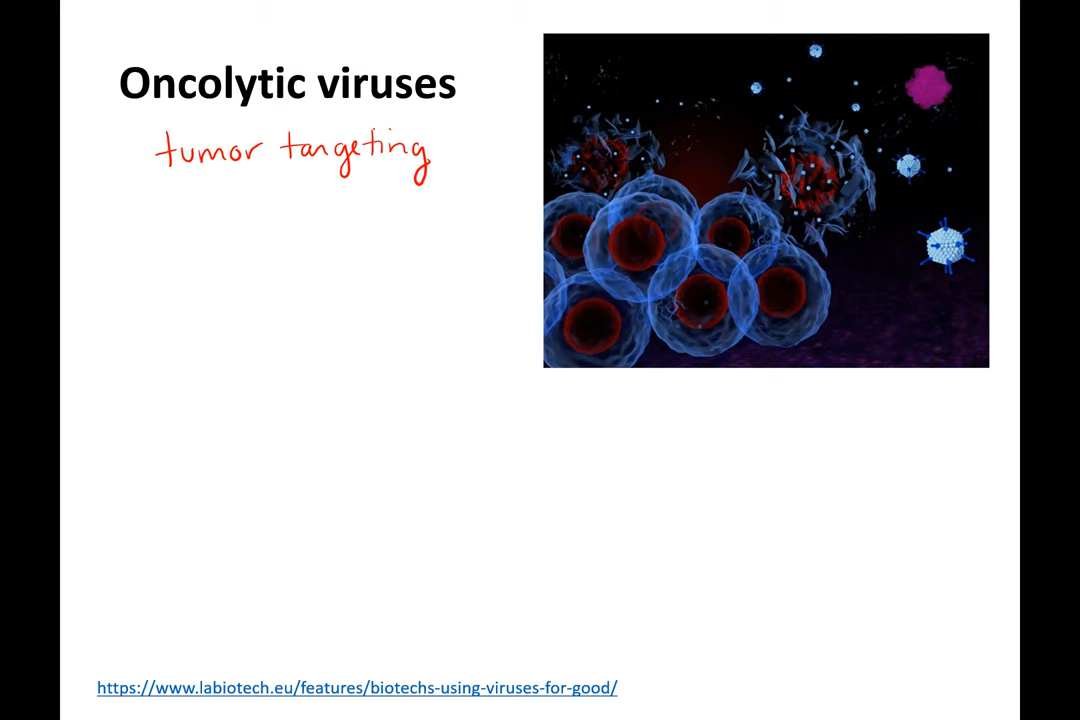 Oncolytic viruses
tumor targeting
https://www.labiotech.eu/features/biotechs-using-viruses-for-good/